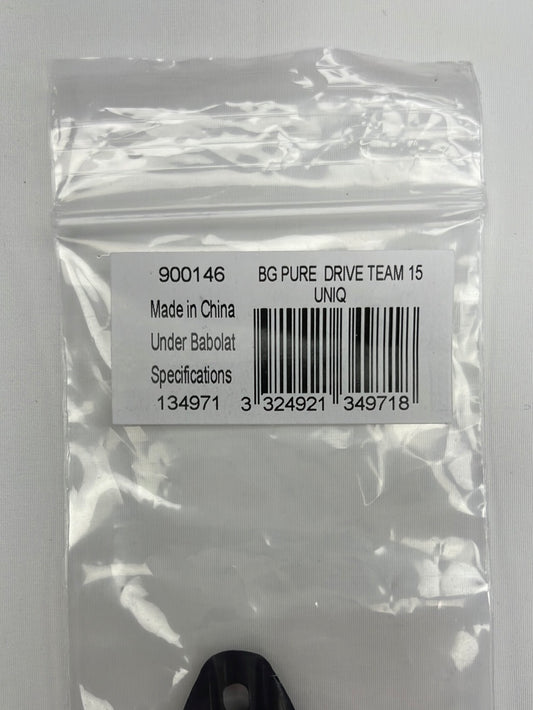 900146
Made in China
Under Babolat
Specifications
134971
BG PURE DRIVE TEAM 15
UNIQ
3 324921 349718